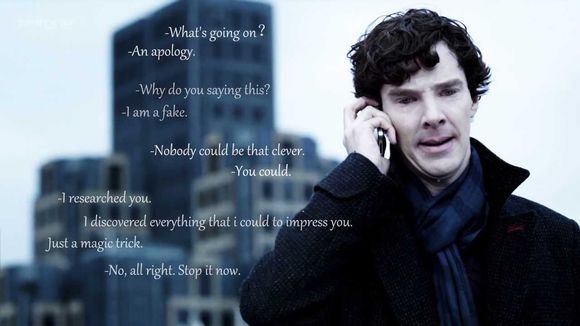 -What's going on?
-An apology.
-Why do you saying this?
-I am a fake.
-Nobody could be that clever.
-You could.
-I researched you.
I discovered everything that i could to impress you.
Just a magic trick.
-No, all right. Stop it now.